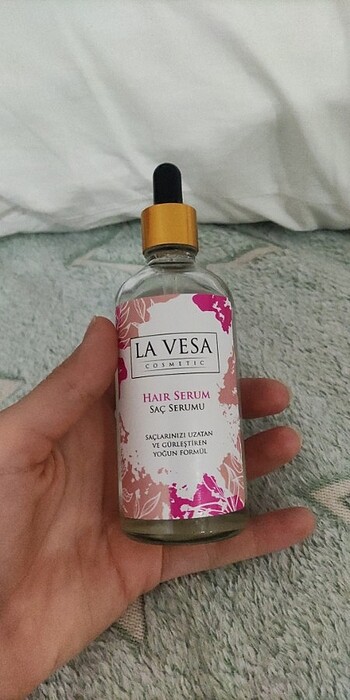 LA VESA
COSMETIC
HAIR SERUM
SAÇ SERUMU
SAÇLARINIZI UZATAN
VE GÜRLEŞTİREN
YOĞUN FORMÜL